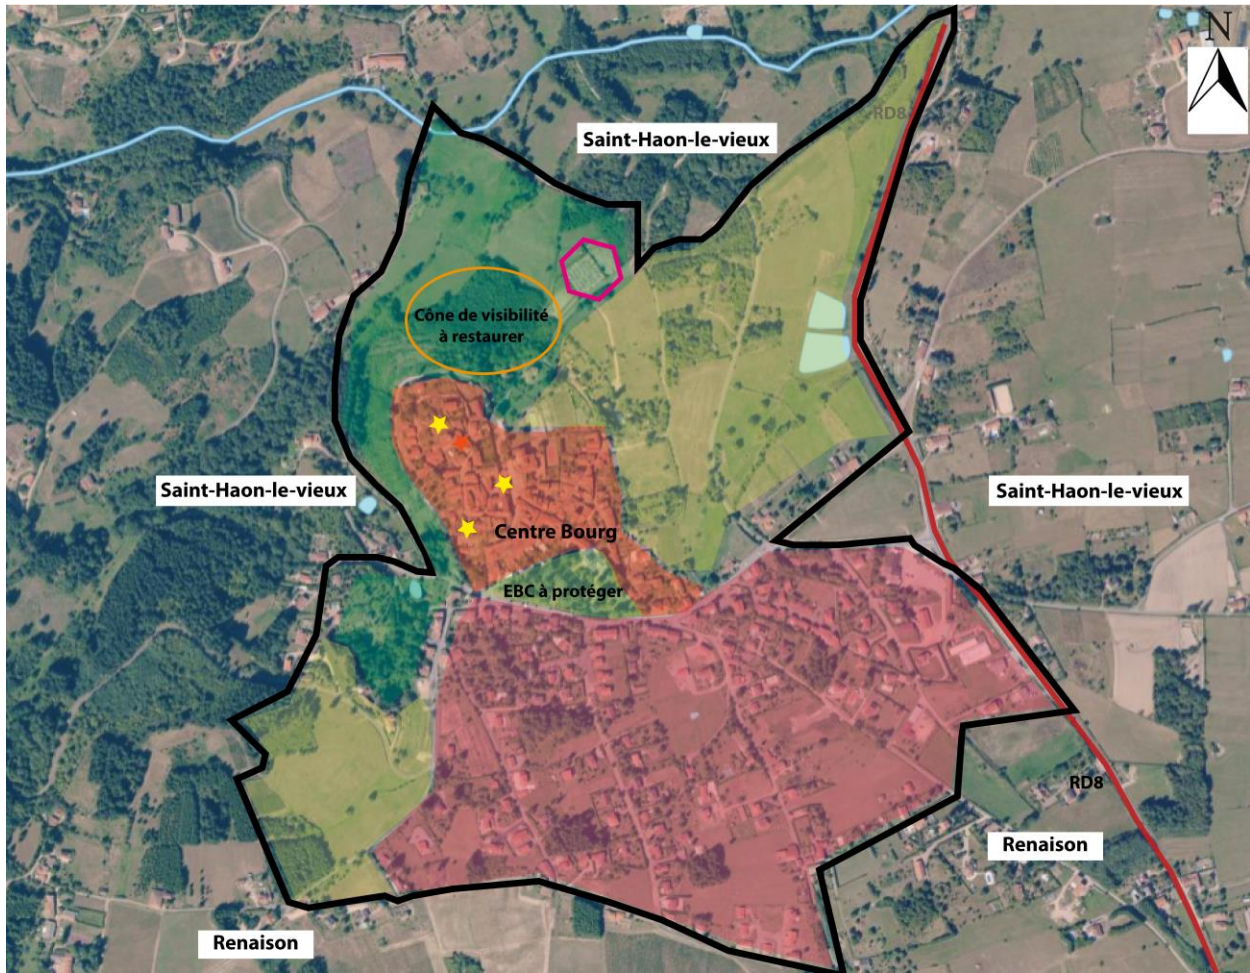 N
RD8
Saint-Haon-le-vieux
Cône de visibilité
à restaurer
Saint-Haon-le-vieux
Saint-Haon-le-vieux
Centre Bourg
EBC à protéger
RD8
Renaison
Renaison